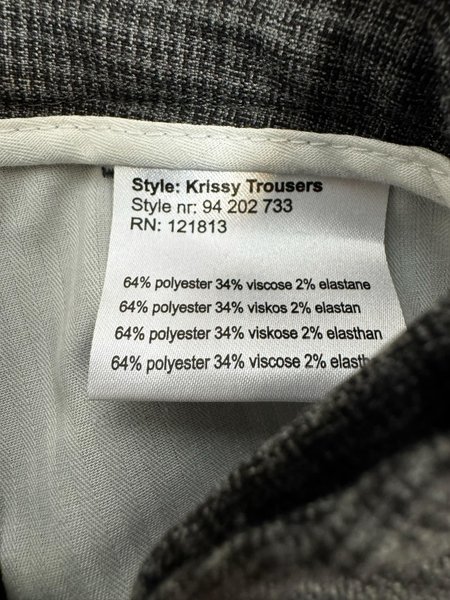 Style: Krissy Trousers
Style nr: 94 202 733
RN: 121813
64% polyester 34% viscose 2% elastane
64% polyester 34% viskos 2% elastan
64% polyester 34% viskose 2% elasthan
64% polyester 34% viscose 2%